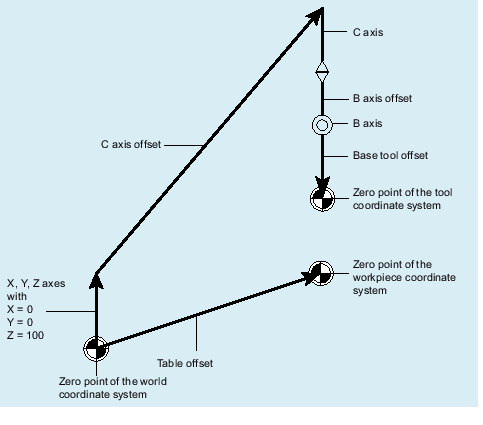 C axis
B axis offset
B axis
C axis offset
Base tool offset
Zero point of the tool
coordinate system
Zero point of the
workpiece coordinate
system
X, Y, Z axes
with
X = 0
Y = 0
Z = 100
Table offset
Zero point of the world
coordinate system